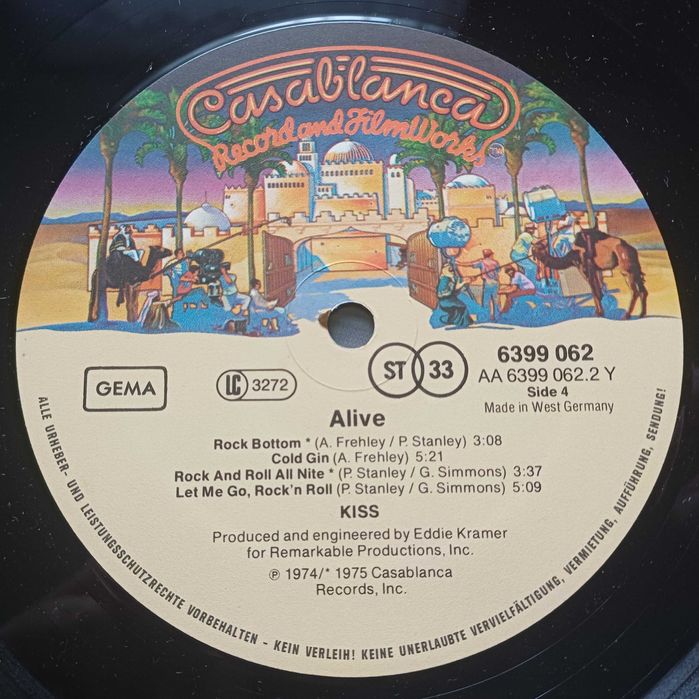 Casablanca
Record and FilmWorks™
GEMA
LC 3272
ST 33
6399 062
AA 6399 062.2 Y
Side 4
Made in West Germany
Alive
Rock Bottom * (A. Frehley / P. Stanley) 3:08
Cold Gin (A. Frehley) 5:21
Rock And Roll All Nite * (P. Stanley / G. Simmons) 3:37
Let Me Go, Rock'n Roll (P. Stanley / G. Simmons) 5:09
KISS
Produced and engineered by Eddie Kramer
for Remarkable Productions, Inc.
℗ 1974/* 1975 Casablanca
Records, Inc.
ALLE URHEBER- UND LEISTUNGSSCHUTZRECHTE VORBEHALTEN - KEIN VERLEIH! KEINE UNERLAUBTE VERVIELFÄLTIGUNG, VERMIETUNG, AUFFÜHRUNG, SENDUNG!